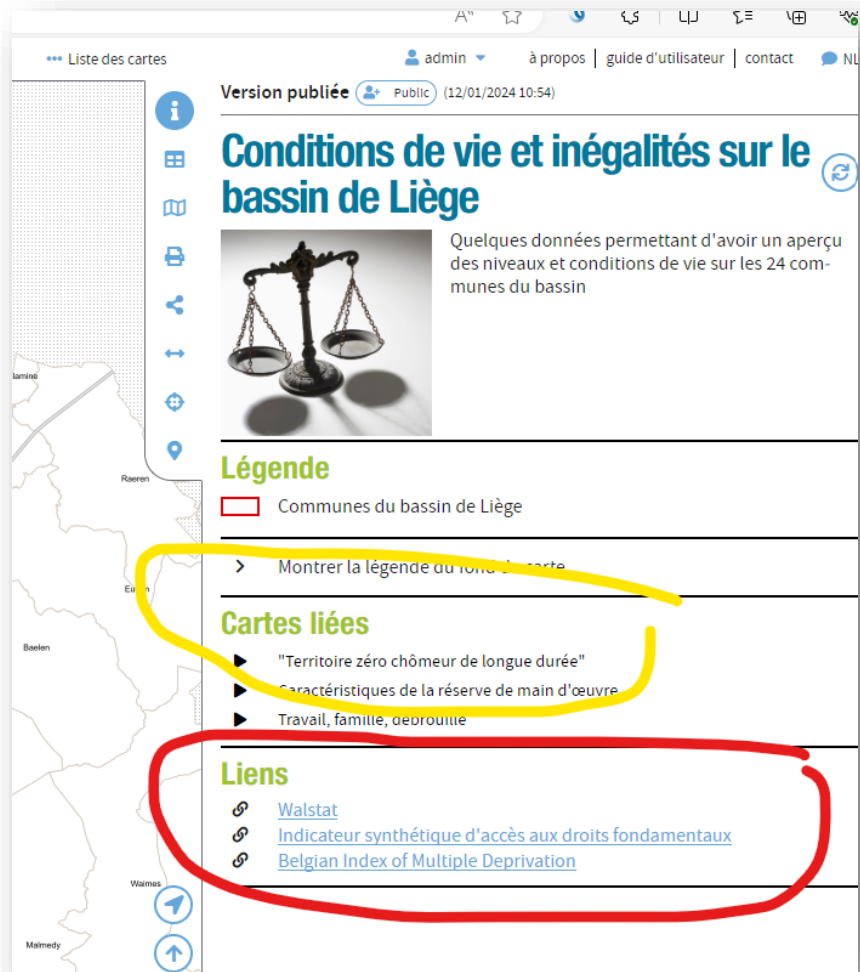 Liste des cartes
admin
à propos | guide d'utilisateur | contact
NL
Version publiée Public (12/01/2024 10:54)
Conditions de vie et inégalités sur le
bassin de Liège
Quelques données permettant d'avoir un aperçu
des niveaux et conditions de vie sur les 24 com-
munes du bassin
Légende
Communes du bassin de Liège
Montrer la légende du fond de carte
Cartes liées
"Territoire zéro chômeur de longue durée"
Caractéristiques de la réserve de main d'œuvre
Travail, famille, débrouille
Liens
Walstat
Indicateur synthétique d'accès aux droits fondamentaux
Belgian Index of Multiple Deprivation
Raeren
Baelen
Waimes
Malmedy